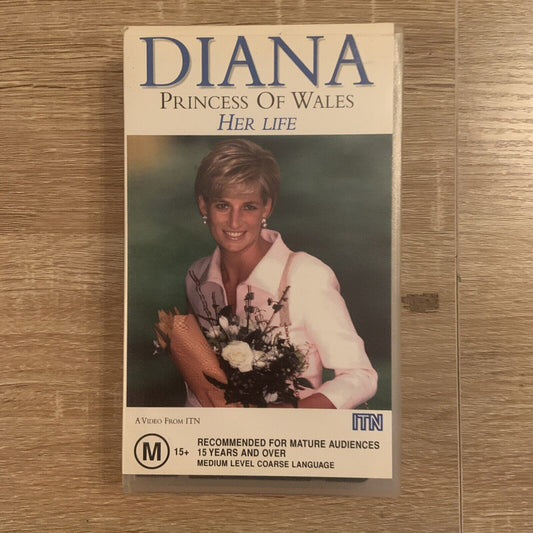 DIANA
PRINCESS OF WALES
HER LIFE
A VIDEO FROM ITN
ITN
M 15+
RECOMMENDED FOR MATURE AUDIENCES
15 YEARS AND OVER
MEDIUM LEVEL COARSE LANGUAGE